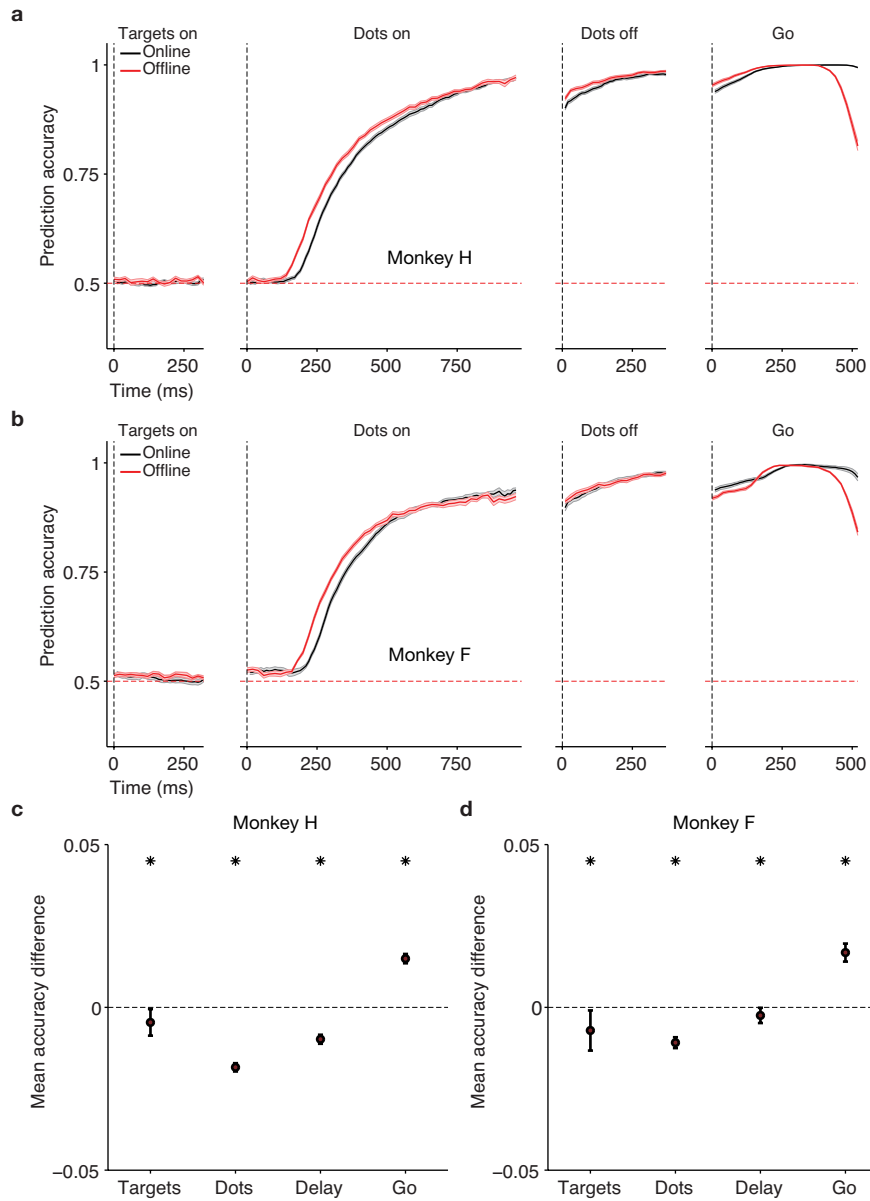 a
Targets on Dots on Dots off Go
Online
Offline
1
0.75
0.5
Prediction accuracy
Monkey H
0 250 0 250 500 750 0 250 0 250 500
Time (ms)
b
Targets on Dots on Dots off Go
Online
Offline
1
0.75
0.5
Prediction accuracy
Monkey F
0 250 0 250 500 750 0 250 0 250 500
Time (ms)
c
Monkey H
0.05
0
−0.05
Mean accuracy difference
* * * *
Targets Dots Delay Go
d
Monkey F
0.05
0
−0.05
Mean accuracy difference
* * * *
Targets Dots Delay Go